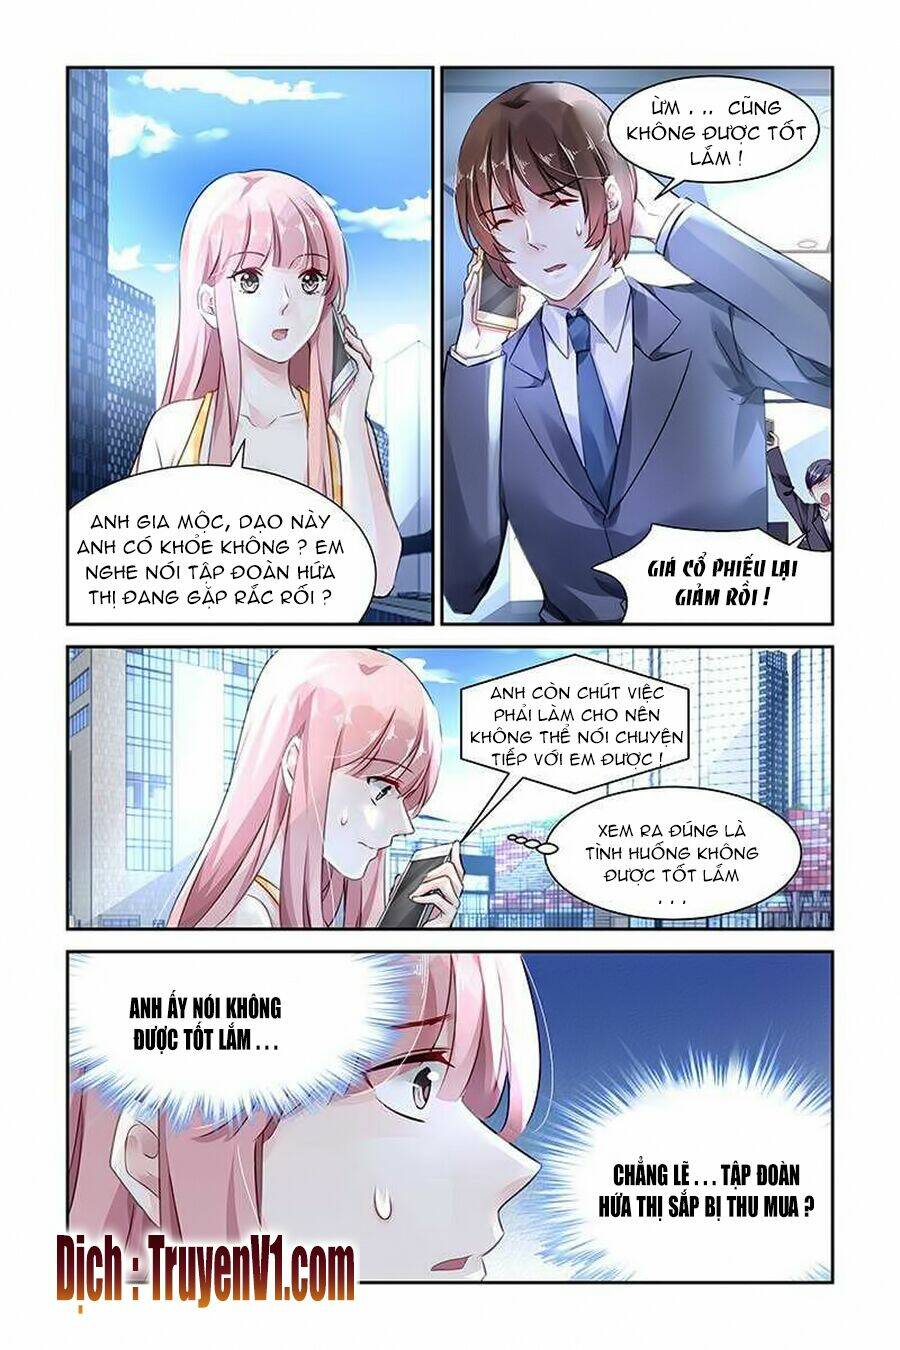 ANH GIA MỘC, DẠO NÀY
ANH CÓ KHỎE KHÔNG ? EM
NGHE NÓI TẬP ĐOÀN HỨA
THỊ ĐANG GẶP RẮC RỐI ?
ỪM . .. CŨNG
KHÔNG ĐƯỢC TỐT
LẮM !
GIÁ CỔ PHIẾU LẠI
GIẢM RỒI !
ANH CÒN CHÚT VIỆC
PHẢI LÀM CHO NÊN
KHÔNG THỂ NÓI CHUYỆN
TIẾP VỚI EM ĐƯỢC !
XEM RA ĐÚNG LÀ
TÌNH HUỐNG KHÔNG
ĐƯỢC TỐT LẮM
. . .
ANH ẤY NÓI KHÔNG
ĐƯỢC TỐT LẮM . . .
CHẲNG LẼ . . . TẬP ĐOÀN
HỨA THỊ SẮP BỊ THU MUA ?
Dịch : TruyenV1.com